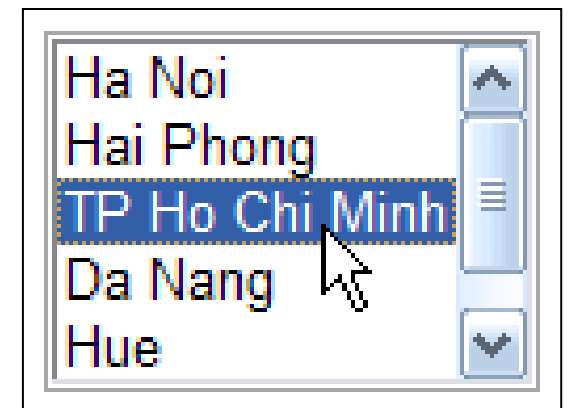 Ha Noi
Hai Phong
TP Ho Chi Minh
Da Nang
Hue